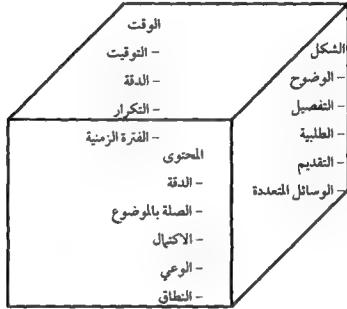 الوقت
– التوقيت
– الدقة
– التكرار
– الفترة الزمنية
الشكل
– الوضوح
– التفصيل
– الطلبية
– التقديم
– الوسائل المتعددة
المحتوى
– الدقة
– الصلة بالموضوع
– الاكتمال
– الوعي
– النطاق